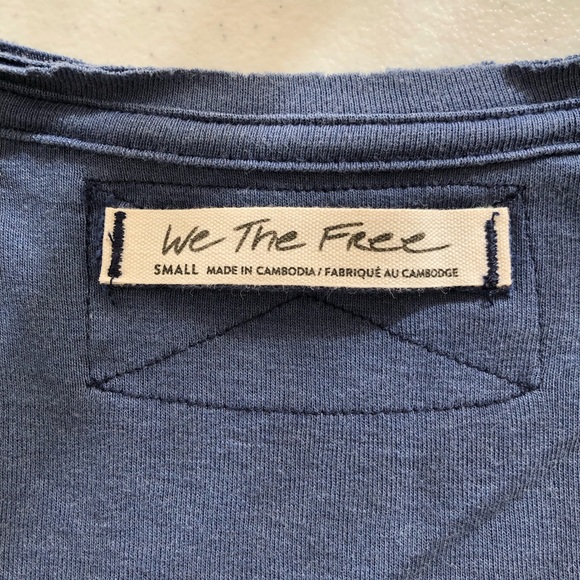 We The Free
SMALL MADE IN CAMBODIA / FABRIQUÉ AU CAMBODGE